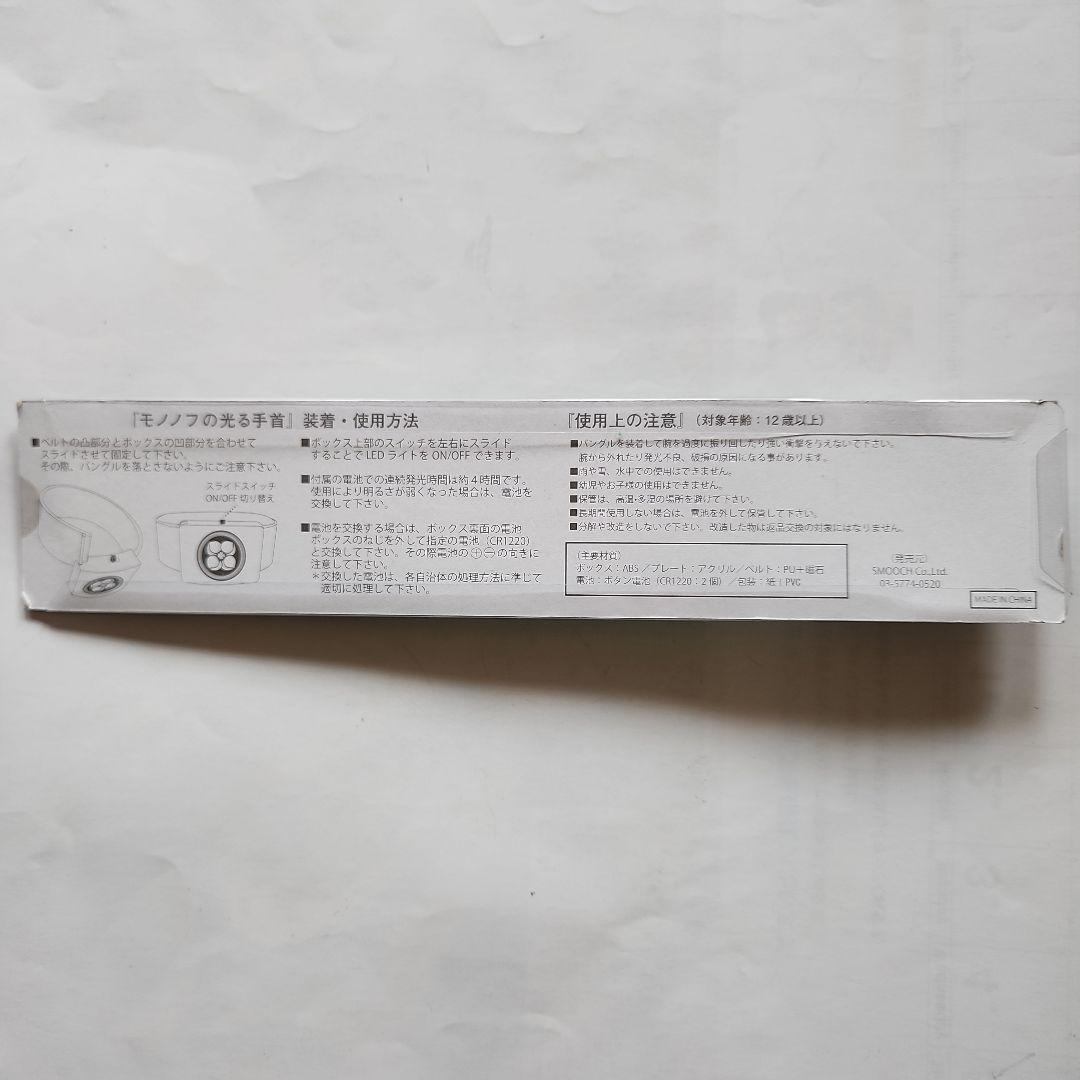 『モノノフの光る手首』装着・使用方法
■ベルトの凸部分とボックスの凹部分を合わせて
スライドさせて固定して下さい。
その際、バングルを落とさないようにご注意下さい。
スライドスイッチ
ON/OFF 切り替え
■ボックス上部のスイッチを左右にスライド
することで LED ライトを ON/OFF できます。
■付属の電池での連続発光時間は約４時間です。
使用により明るさが弱くなった場合は、電池を
交換して下さい。
■電池を交換する場合は、ボックス裏面の電池
ボックスのねじを外して指定の電池（CR1220）
と交換して下さい。その際電池の⊕⊖の向きに
注意して下さい。
＊交換した電池は、各自治体の処理方法に準じて
適切に処理して下さい。
『使用上の注意』（対象年齢：12 歳以上）
■バングルを装着して腕を過度に振り回したり強い衝撃を与えないで下さい。
腕から外れたり発光不良、破損の原因になる事があります。
■雨や雪、水中での使用はできません。
■幼児やお子様の使用はできません。
■保管は、高温・多湿の場所を避けて下さい。
■長期間使用しない場合は、電池を外して保管して下さい。
■分解や改造をしないで下さい。改造した物は返品交換の対象にはなりません。
（主要材質）
ボックス：ABS／プレート：アクリル／ベルト：PU＋磁石
電池：ボタン電池（CR1220：2 個）／包装：紙｜PVC
（発売元）
SMOOCH Co.,Ltd.
03-5774-0520
MADE IN CHINA